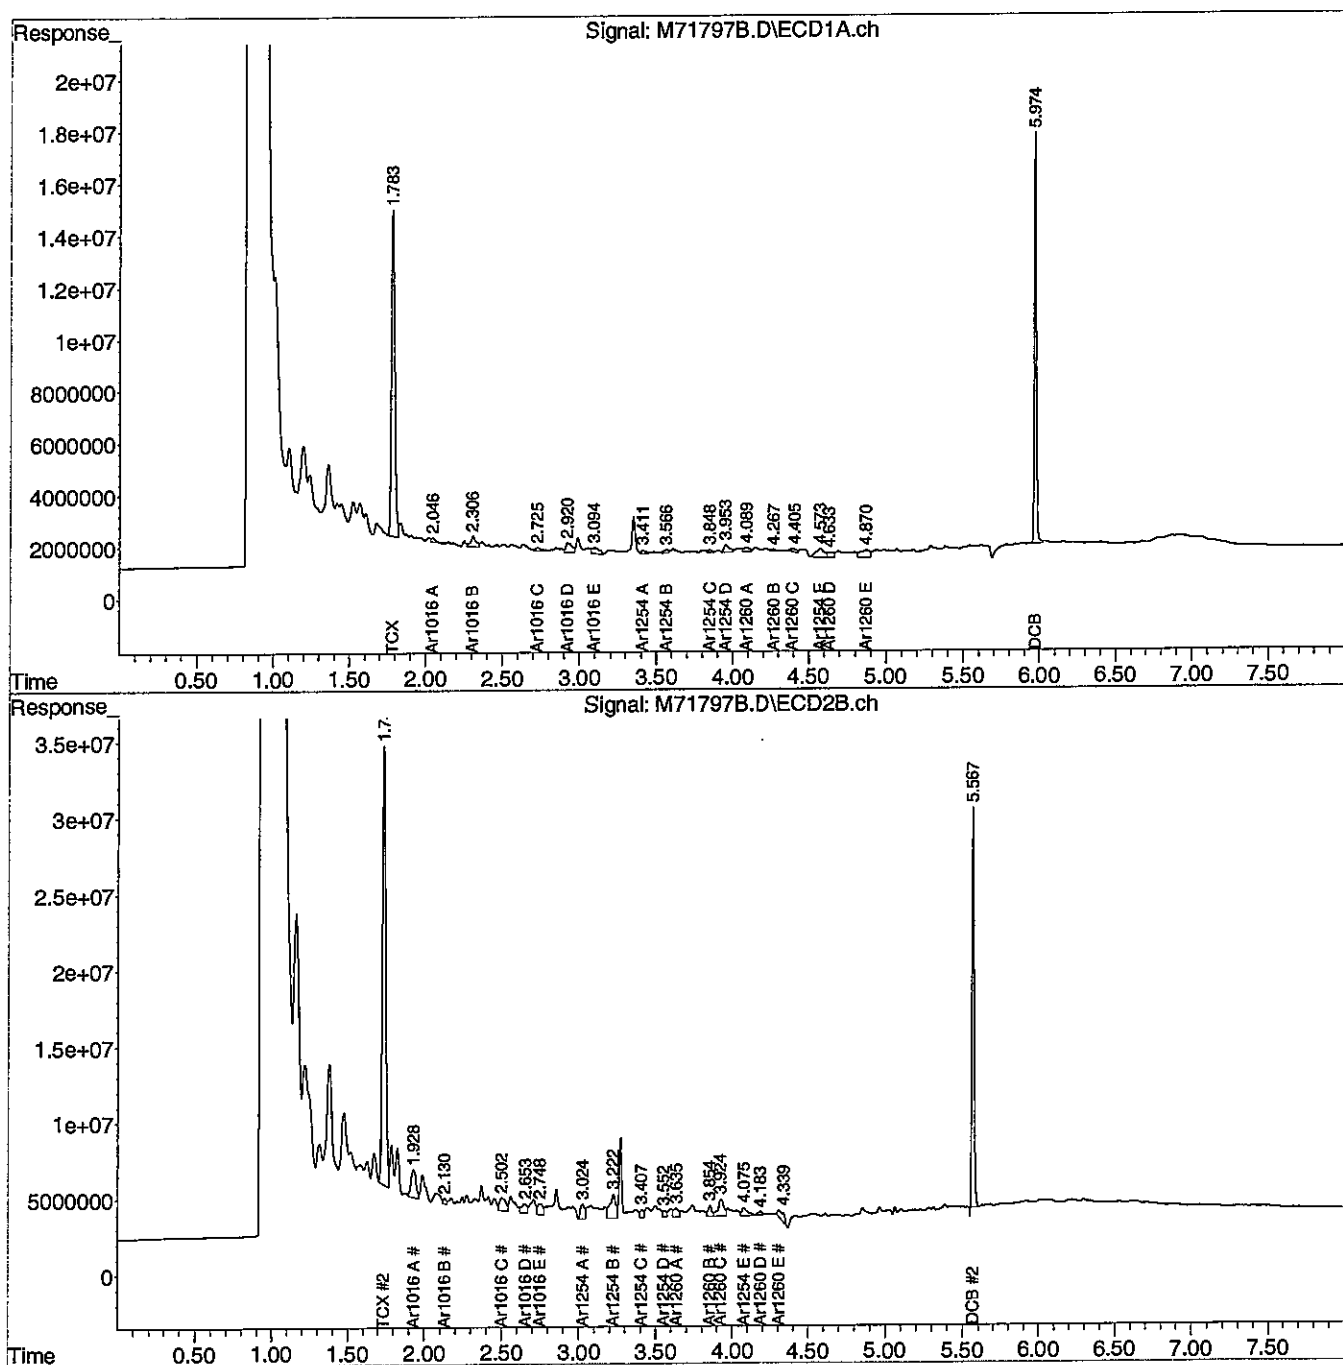 Response_
Signal: M71797B.D\ECD1A.ch
2e+07
1.8e+07
1.6e+07
1.4e+07
1.2e+07
1e+07
8000000
6000000
4000000
2000000
0
1.783
2.046
2.306
2.725
2.920
3.094
3.411
3.566
3.848
3.953
4.089
4.267
4.405
4.573
4.633
4.870
5.974
TCX
Ar1016 A
Ar1016 B
Ar1016 C
Ar1016 D
Ar1016 E
Ar1254 A
Ar1254 B
Ar1254 C
Ar1254 D
Ar1260 A
Ar1260 B
Ar1260 C
Ar1254 E
Ar1260 D
Ar1260 E
DCB
Time 0.50 1.00 1.50 2.00 2.50 3.00 3.50 4.00 4.50 5.00 5.50 6.00 6.50 7.00 7.50
Response_
Signal: M71797B.D\ECD2B.ch
3.5e+07
3e+07
2.5e+07
2e+07
1.5e+07
1e+07
5000000
0
1.7
1.928
2.130
2.502
2.653
2.748
3.024
3.222
3.407
3.552
3.635
3.854
3.924
4.075
4.183
4.339
5.567
TCX #2
Ar1016 A #
Ar1016 B #
Ar1016 C #
Ar1016 D #
Ar1016 E #
Ar1254 A #
Ar1254 B #
Ar1254 C #
Ar1254 D #
Ar1260 A #
Ar1260 B #
Ar1260 C #
Ar1254 E #
Ar1260 D #
Ar1260 E #
DCB #2
Time 0.50 1.00 1.50 2.00 2.50 3.00 3.50 4.00 4.50 5.00 5.50 6.00 6.50 7.00 7.50